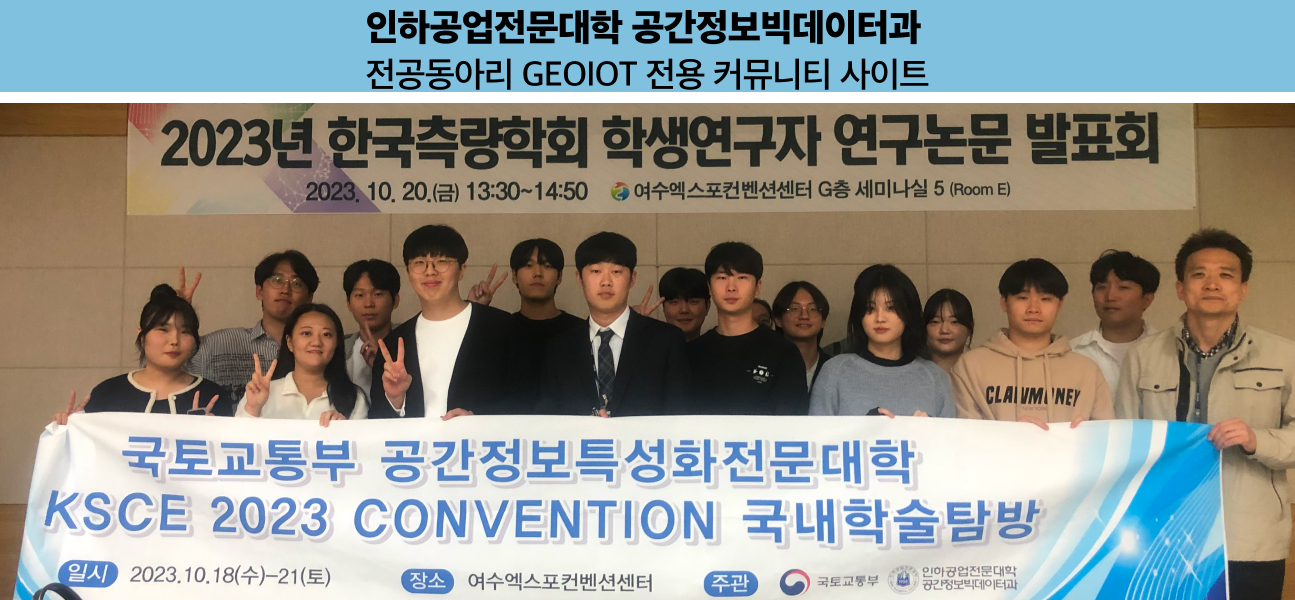 인하공업전문대학 공간정보빅데이터과
전공동아리 GEOIOT 전용 커뮤니티 사이트
2023년 한국측량학회 학생연구자 연구논문 발표회
2023. 10. 20.(금) 13:30~14:50 여수엑스포컨벤션센터 G층 세미나실 5 (Room E)
CLAWMONEY
국토교통부 공간정보특성화전문대학
KSCE 2023 CONVENTION 국내학술탐방
일시 2023.10.18(수)-21(토) 장소 여수엑스포컨벤션센터 주관 국토교통부 인하공업전문대학
공간정보빅데이터과